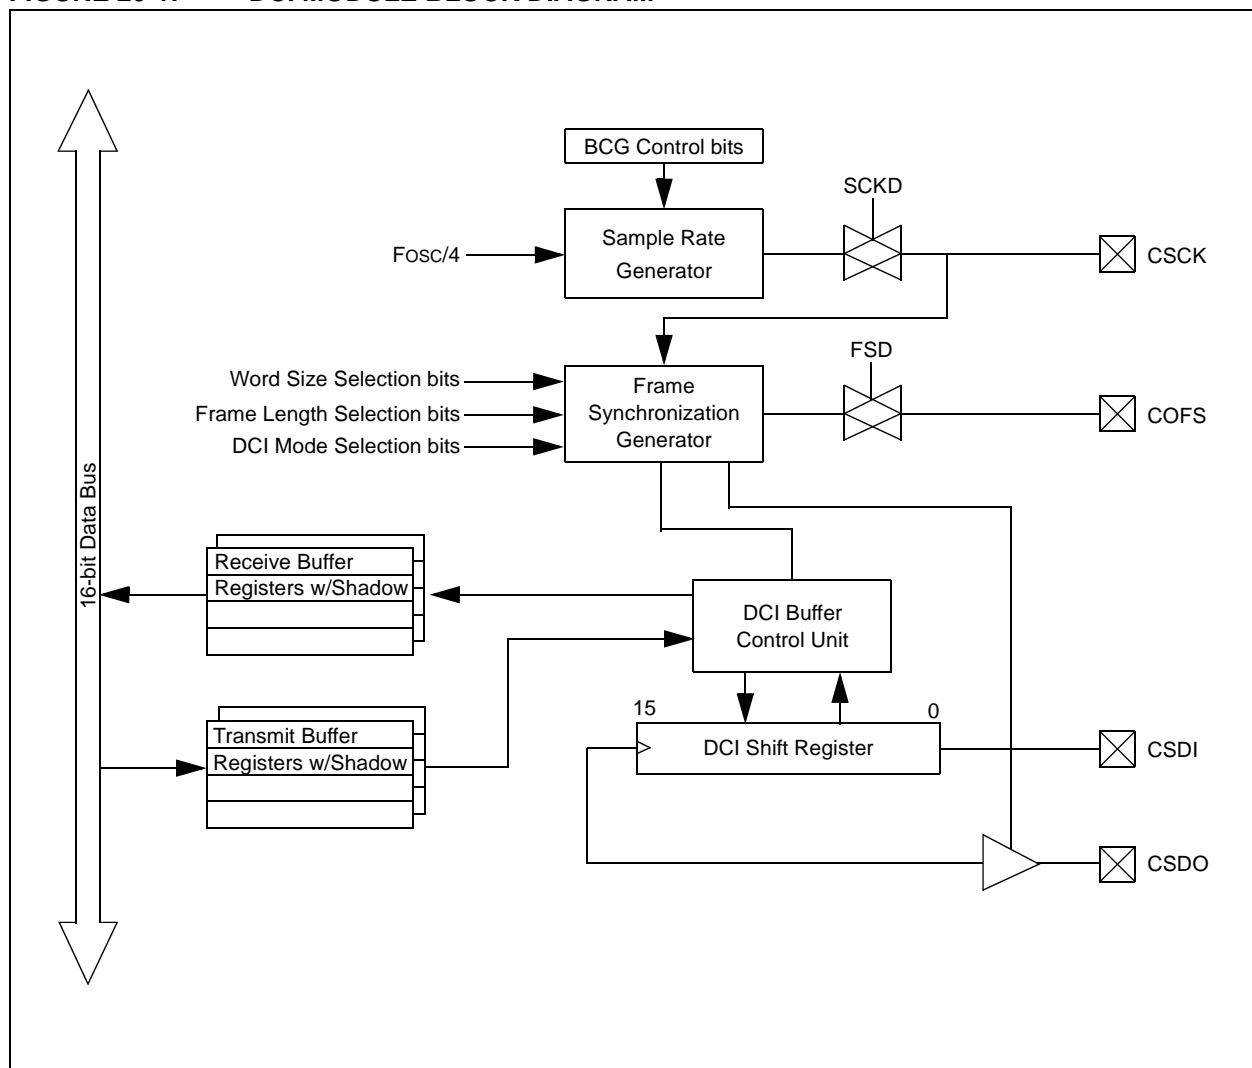 BCG Control bits
SCKD
Sample Rate
Generator
FOSC/4
CSCK
FSD
Word Size Selection bits
Frame Length Selection bits
DCI Mode Selection bits
Frame
Synchronization
Generator
COFS
16-bit Data Bus
Receive Buffer
Registers w/Shadow
DCI Buffer
Control Unit
Transmit Buffer
Registers w/Shadow
15
0
DCI Shift Register
CSDI
CSDO